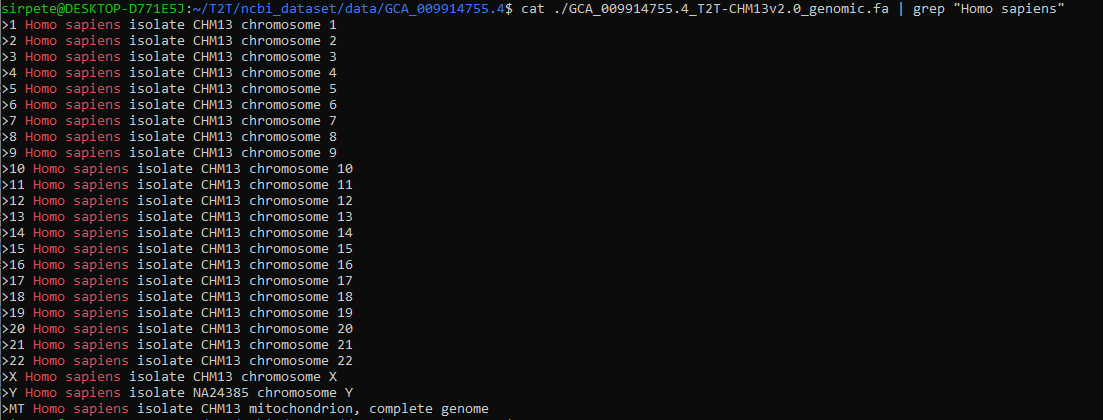 sirpete@DESKTOP-D771E5J:~/T2T/ncbi_dataset/data/GCA_009914755.4$ cat ./GCA_009914755.4_T2T-CHM13v2.0_genomic.fa | grep "Homo sapiens"
>1 Homo sapiens isolate CHM13 chromosome 1
>2 Homo sapiens isolate CHM13 chromosome 2
>3 Homo sapiens isolate CHM13 chromosome 3
>4 Homo sapiens isolate CHM13 chromosome 4
>5 Homo sapiens isolate CHM13 chromosome 5
>6 Homo sapiens isolate CHM13 chromosome 6
>7 Homo sapiens isolate CHM13 chromosome 7
>8 Homo sapiens isolate CHM13 chromosome 8
>9 Homo sapiens isolate CHM13 chromosome 9
>10 Homo sapiens isolate CHM13 chromosome 10
>11 Homo sapiens isolate CHM13 chromosome 11
>12 Homo sapiens isolate CHM13 chromosome 12
>13 Homo sapiens isolate CHM13 chromosome 13
>14 Homo sapiens isolate CHM13 chromosome 14
>15 Homo sapiens isolate CHM13 chromosome 15
>16 Homo sapiens isolate CHM13 chromosome 16
>17 Homo sapiens isolate CHM13 chromosome 17
>18 Homo sapiens isolate CHM13 chromosome 18
>19 Homo sapiens isolate CHM13 chromosome 19
>20 Homo sapiens isolate CHM13 chromosome 20
>21 Homo sapiens isolate CHM13 chromosome 21
>22 Homo sapiens isolate CHM13 chromosome 22
>X Homo sapiens isolate CHM13 chromosome X
>Y Homo sapiens isolate NA24385 chromosome Y
>MT Homo sapiens isolate CHM13 mitochondrion, complete genome